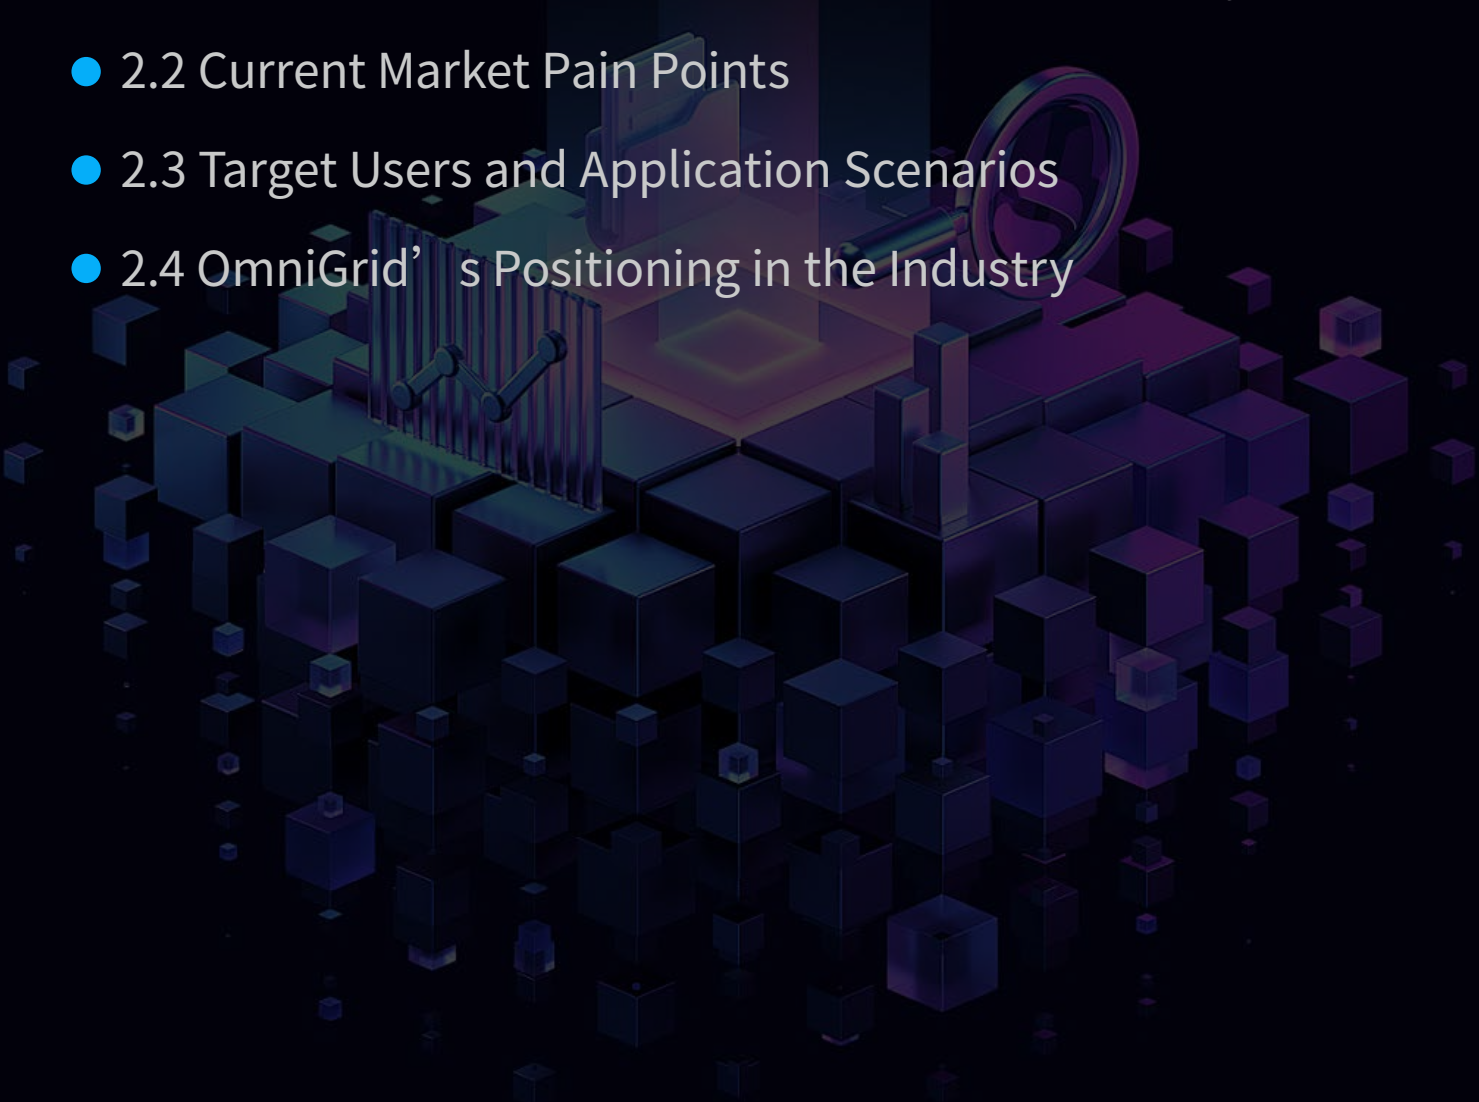 2.2 Current Market Pain Points
2.3 Target Users and Application Scenarios
2.4 OmniGrid’s Positioning in the Industry